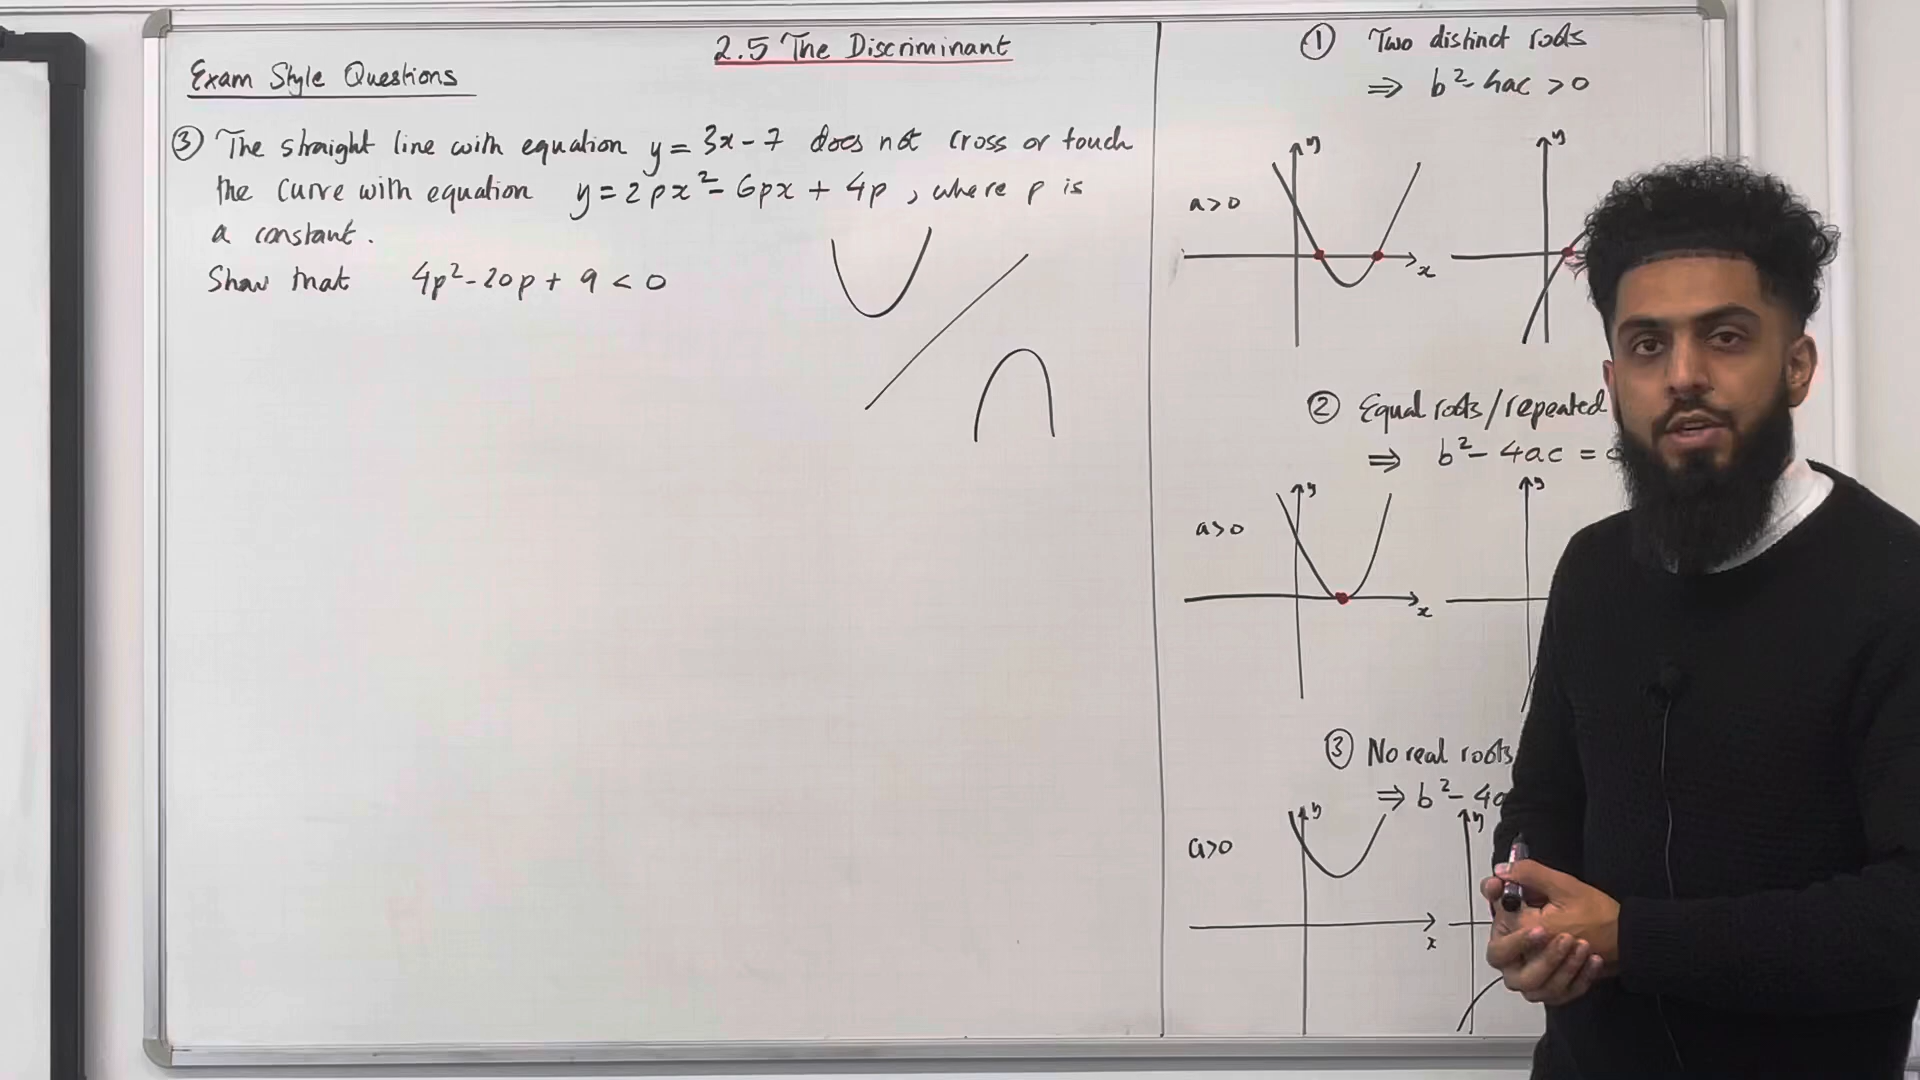 2.5 The Discriminant
Exam Style Questions
③ The straight line with equation y = 3x - 7 does not cross or touch
the curve with equation y = 2px² - 6px + 4p , where p is
a constant.
Show that 4p² - 20p + 9 < 0
① Two distinct roots
⇒ b² - 4ac > 0
a>0
y
x
y
② Equal roots/repeated
⇒ b² - 4ac =
a>0
y
x
y
③ No real roots
⇒ b² - 4
a>0
y
x
y